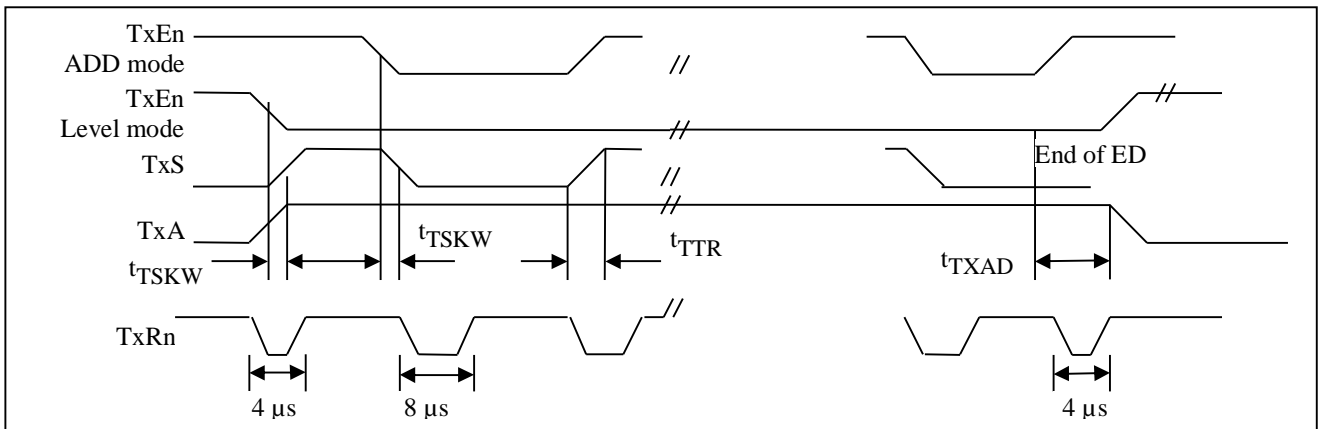 TxEn
ADD mode
//
TxEn
Level mode
//
//
End of ED
TxS
//
TxA
//
tTSKW
tTSKW
tTTR
tTXAD
TxRn
//
4 µs
8 µs
4 µs